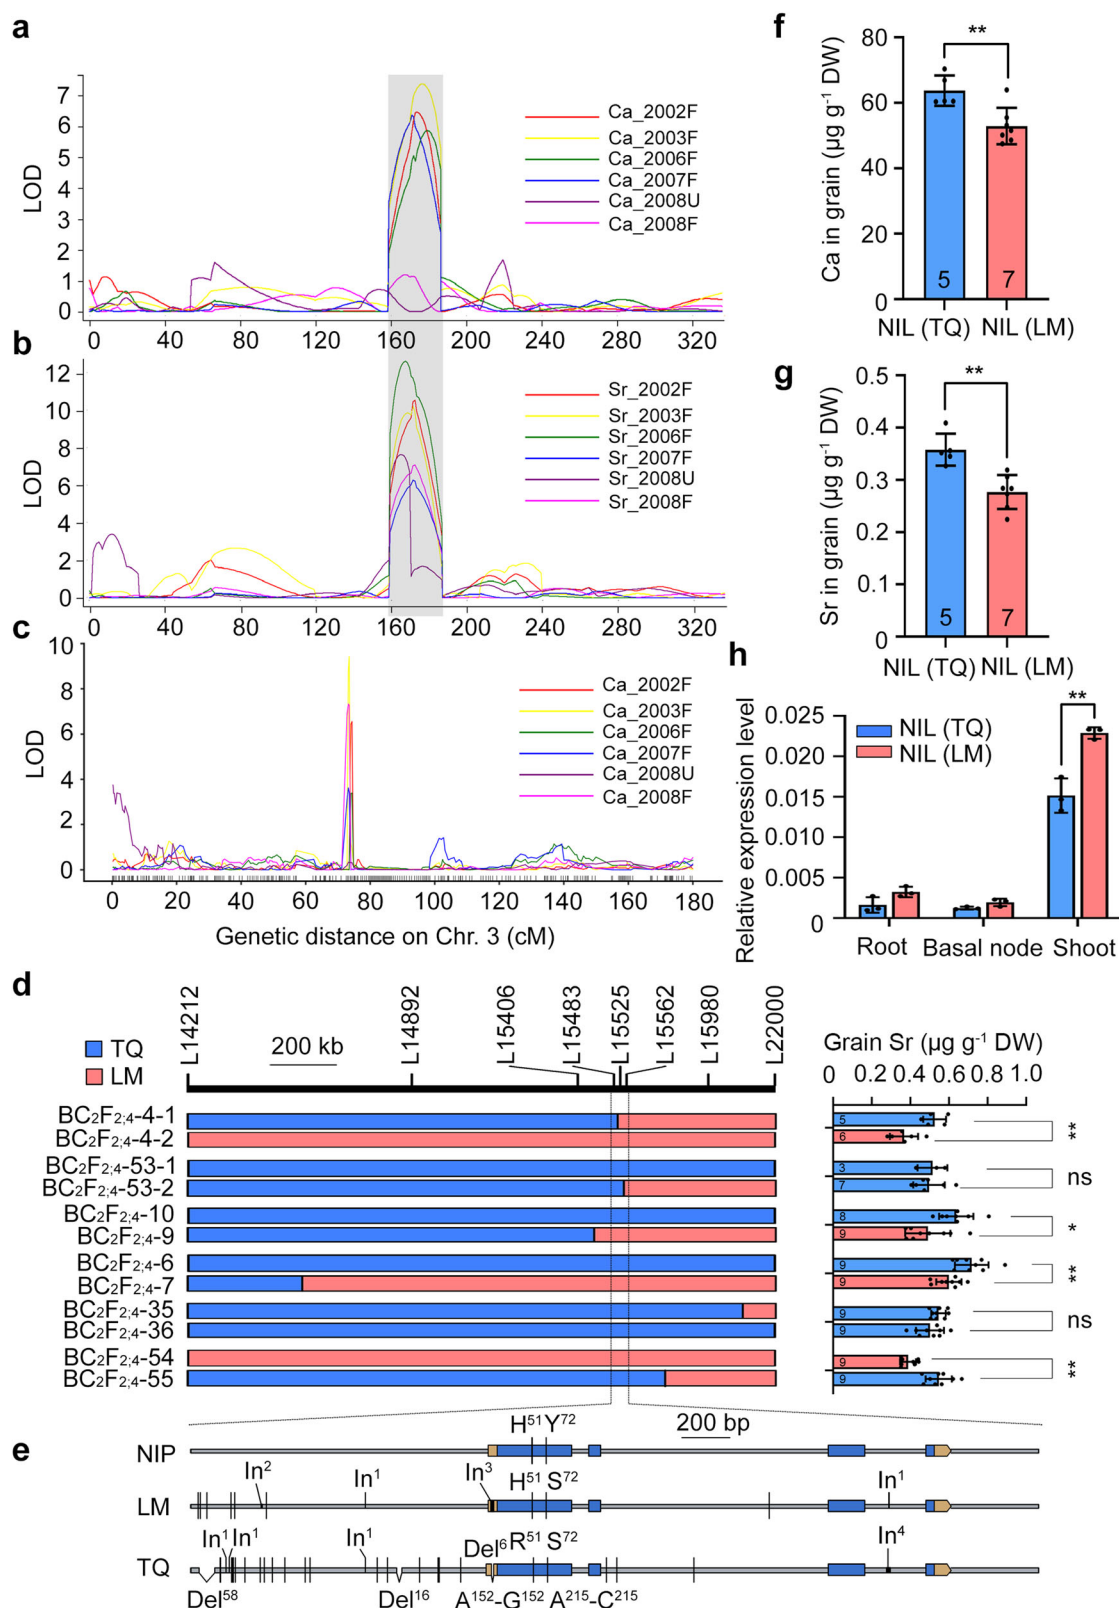 a
LOD
7
6
5
4
3
2
1
0
0 40 80 120 160 200 240 280 320
Ca_2002F
Ca_2003F
Ca_2006F
Ca_2007F
Ca_2008U
Ca_2008F
b
LOD
12
10
8
6
4
2
0
0 40 80 120 160 200 240 280 320
Sr_2002F
Sr_2003F
Sr_2006F
Sr_2007F
Sr_2008U
Sr_2008F
c
LOD
10
8
6
4
2
0
0 20 40 60 80 100 120 140 160 180
Genetic distance on Chr. 3 (cM)
Ca_2002F
Ca_2003F
Ca_2006F
Ca_2007F
Ca_2008U
Ca_2008F
f
Ca in grain (µg g⁻¹ DW)
80
60
40
20
0
**
5 7
NIL (TQ) NIL (LM)
g
Sr in grain (µg g⁻¹ DW)
0.5
0.4
0.3
0.2
0.1
0
**
5 7
NIL (TQ) NIL (LM)
h
Relative expression level
0.025
0.020
0.015
0.010
0.005
0
NIL (TQ)
NIL (LM)
**
Root Basal node Shoot
d
TQ
LM
200 kb
L14212 L14892 L15406 L15483 L15525 L15562 L15980 L22000
BC₂F₂;₄-4-1
BC₂F₂;₄-4-2
BC₂F₂;₄-53-1
BC₂F₂;₄-53-2
BC₂F₂;₄-10
BC₂F₂;₄-9
BC₂F₂;₄-6
BC₂F₂;₄-7
BC₂F₂;₄-35
BC₂F₂;₄-36
BC₂F₂;₄-54
BC₂F₂;₄-55
Grain Sr (µg g⁻¹ DW)
0 0.2 0.4 0.6 1.0
5
6
**
3
7
ns
8
9
*
9
9
**
9
9
ns
9
9
**
e
200 bp
H⁵¹Y⁷²
NIP
In² In¹ In³ H⁵¹ S⁷² In¹
LM
In¹ In¹ In¹ Del⁶ R⁵¹ S⁷² In⁴
TQ
Del⁵⁸ Del¹⁶ A¹⁵²-G¹⁵² A²¹⁵-C²¹⁵